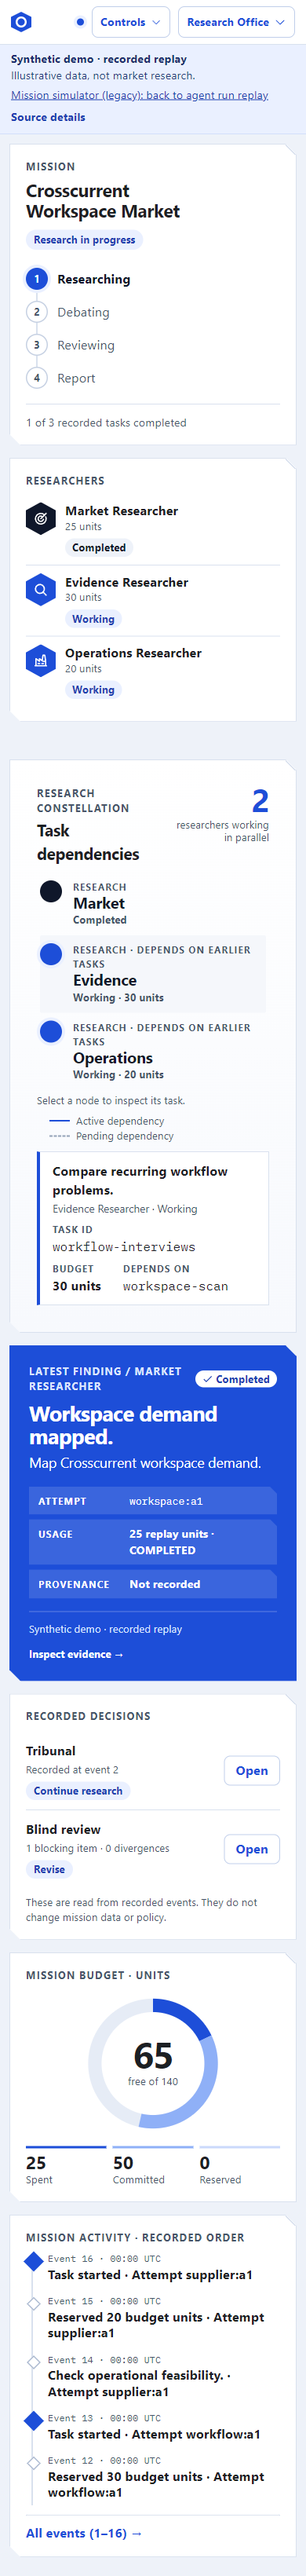 Controls
Research Office
Synthetic demo · recorded replay
Illustrative data, not market research.
Mission simulator (legacy): back to agent run replay
Source details
MISSION
Crosscurrent
Workspace Market
Research in progress
1 Researching
2 Debating
3 Reviewing
4 Report
1 of 3 recorded tasks completed
RESEARCHERS
Market Researcher
25 units
Completed
Evidence Researcher
30 units
Working
Operations Researcher
20 units
Working
RESEARCH
CONSTELLATION
Task
dependencies
2
researchers working
in parallel
RESEARCH
Market
Completed
RESEARCH · DEPENDS ON EARLIER
TASKS
Evidence
Working · 30 units
RESEARCH · DEPENDS ON EARLIER
TASKS
Operations
Working · 20 units
Select a node to inspect its task.
Active dependency
Pending dependency
Compare recurring workflow
problems.
Evidence Researcher · Working
TASK ID
workflow-interviews
BUDGET DEPENDS ON
30 units workspace-scan
LATEST FINDING / MARKET
RESEARCHER
Completed
Workspace demand
mapped.
Map Crosscurrent workspace demand.
ATTEMPT workspace:a1
USAGE 25 replay units ·
COMPLETED
PROVENANCE Not recorded
Synthetic demo · recorded replay
Inspect evidence →
RECORDED DECISIONS
Tribunal
Recorded at event 2
Continue research
Open
Blind review
1 blocking item · 0 divergences
Revise
Open
These are read from recorded events. They do not
change mission data or policy.
MISSION BUDGET · UNITS
65
free of 140
25 50 0
Spent Committed Reserved
MISSION ACTIVITY · RECORDED ORDER
Event 16 · 00:00 UTC
Task started · Attempt supplier:a1
Event 15 · 00:00 UTC
Reserved 20 budget units · Attempt
supplier:a1
Event 14 · 00:00 UTC
Check operational feasibility. ·
Attempt supplier:a1
Event 13 · 00:00 UTC
Task started · Attempt workflow:a1
Event 12 · 00:00 UTC
Reserved 30 budget units · Attempt
workflow:a1
All events (1–16) →